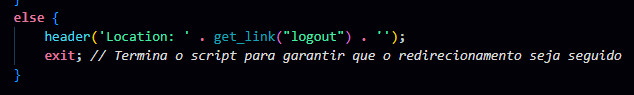 }
else {
header('Location: ' . get_link("logout") . '');
exit; // Termina o script para garantir que o redirecionamento seja seguido
}